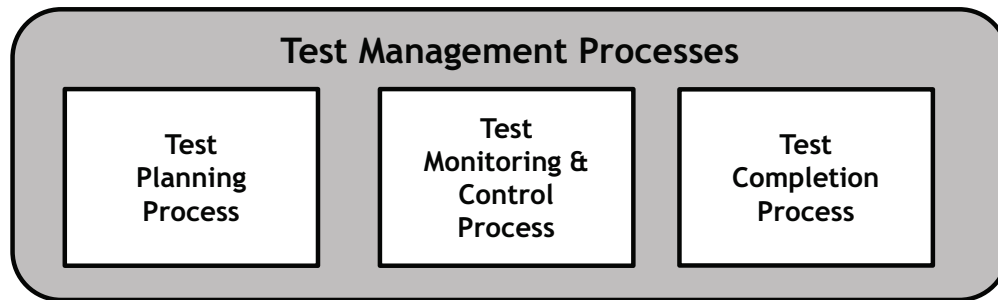 Test Management Processes
Test
Planning
Process
Test
Monitoring &
Control
Process
Test
Completion
Process